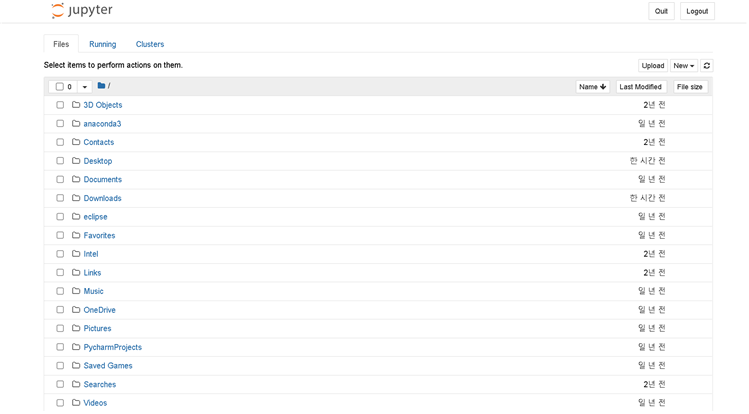 jupyter
Quit Logout
Files Running Clusters
Select items to perform actions on them.
Upload New
0 / Name Last Modified File size
3D Objects 2년 전
anaconda3 일 년 전
Contacts 2년 전
Desktop 한 시간 전
Documents 일 년 전
Downloads 한 시간 전
eclipse 일 년 전
Favorites 일 년 전
Intel 2년 전
Links 2년 전
Music 일 년 전
OneDrive 일 년 전
Pictures 일 년 전
PycharmProjects 일 년 전
Saved Games 일 년 전
Searches 2년 전
Videos 일 년 전